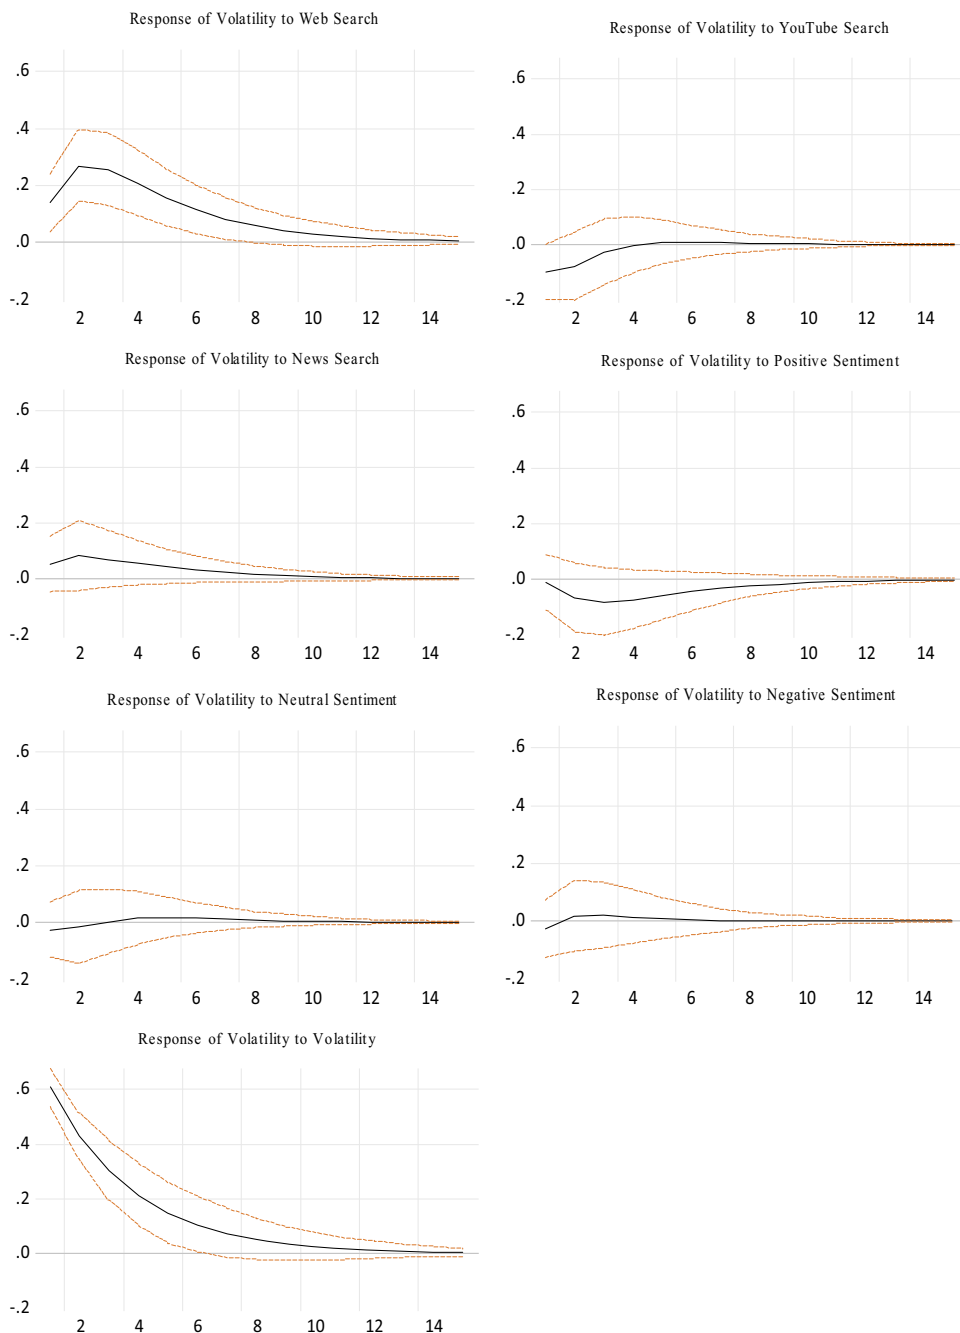 Response of Volatility to Web Search
.6
.4
.2
.0
-.2
2 4 6 8 10 12 14
Response of Volatility to YouTube Search
.6
.4
.2
.0
-.2
2 4 6 8 10 12 14
Response of Volatility to News Search
.6
.4
.2
.0
-.2
2 4 6 8 10 12 14
Response of Volatility to Positive Sentiment
.6
.4
.2
.0
-.2
2 4 6 8 10 12 14
Response of Volatility to Neutral Sentiment
.6
.4
.2
.0
-.2
2 4 6 8 10 12 14
Response of Volatility to Negative Sentiment
.6
.4
.2
.0
-.2
2 4 6 8 10 12 14
Response of Volatility to Volatility
.6
.4
.2
.0
-.2
2 4 6 8 10 12 14